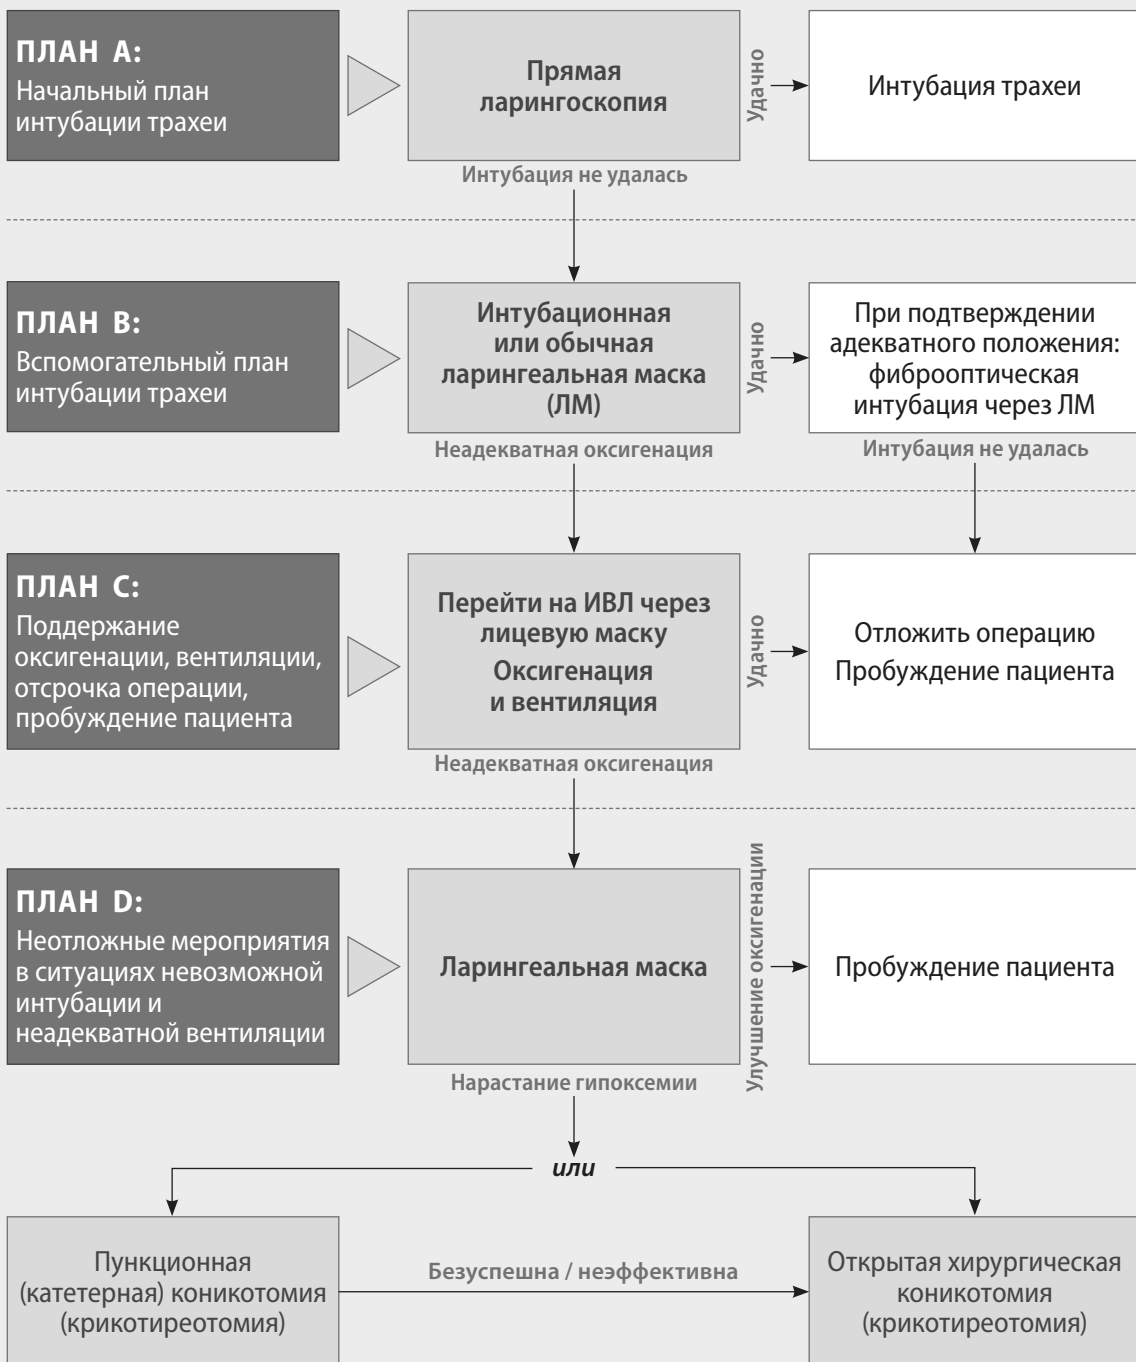 ПЛАН А:
Начальный план
интубации трахеи
Прямая
ларингоскопия
Удачно
Интубация трахеи
Интубация не удалась
ПЛАН В:
Вспомогательный план
интубации трахеи
Интубационная
или обычная
ларингеальная маска
(ЛМ)
Удачно
При подтверждении
адекватного положения:
фиброоптическая
интубация через ЛМ
Неадекватная оксигенация
Интубация не удалась
ПЛАН С:
Поддержание
оксигенации, вентиляции,
отсрочка операции,
пробуждение пациента
Перейти на ИВЛ через
лицевую маску
Оксигенация
и вентиляция
Удачно
Отложить операцию
Пробуждение пациента
Неадекватная оксигенация
ПЛАН D:
Неотложные мероприятия
в ситуациях невозможной
интубации и
неадекватной вентиляции
Ларингеальная маска
Улучшение оксигенации
Пробуждение пациента
Нарастание гипоксемии
или
Пункционная
(катетерная) коникотомия
(крикотиреотомия)
Безуспешна / неэффективна
Открытая хирургическая
коникотомия
(крикотиреотомия)